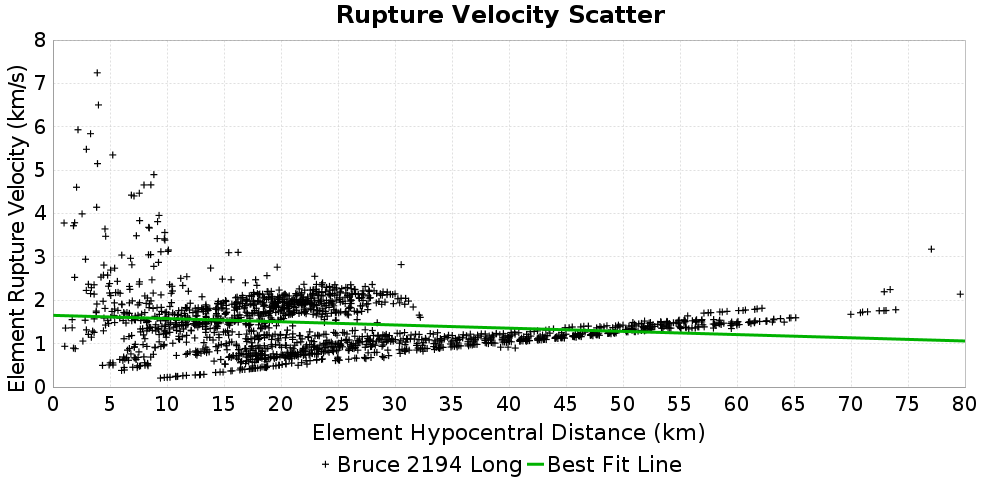 Rupture Velocity Scatter
Element Rupture Velocity (km/s)
8
7
6
5
4
3
2
1
0
0 5 10 15 20 25 30 35 40 45 50 55 60 65 70 75 80
Element Hypocentral Distance (km)
Bruce 2194 Long Best Fit Line